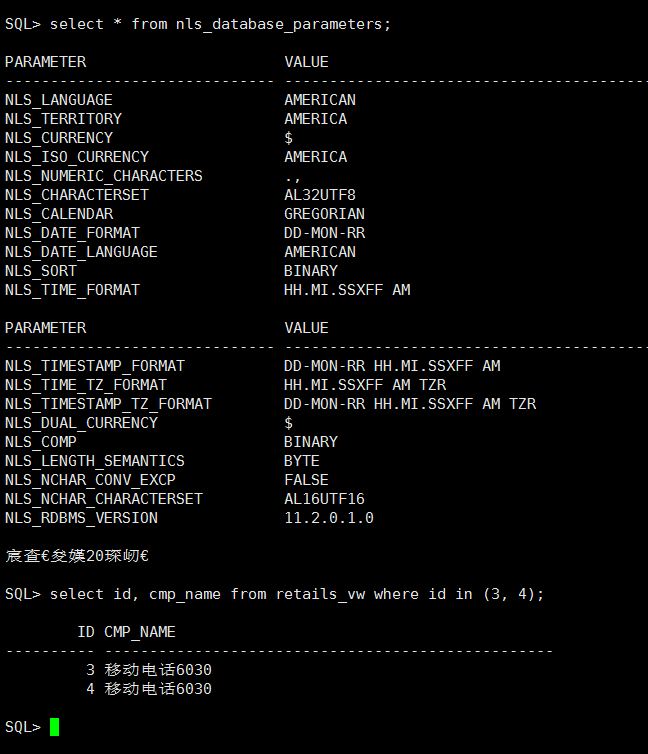 SQL> select * from nls_database_parameters;
PARAMETER VALUE
------------------------------ ----------------------------------------
NLS_LANGUAGE AMERICAN
NLS_TERRITORY AMERICA
NLS_CURRENCY $
NLS_ISO_CURRENCY AMERICA
NLS_NUMERIC_CHARACTERS .,
NLS_CHARACTERSET AL32UTF8
NLS_CALENDAR GREGORIAN
NLS_DATE_FORMAT DD-MON-RR
NLS_DATE_LANGUAGE AMERICAN
NLS_SORT BINARY
NLS_TIME_FORMAT HH.MI.SSXFF AM
PARAMETER VALUE
------------------------------ ----------------------------------------
NLS_TIMESTAMP_FORMAT DD-MON-RR HH.MI.SSXFF AM
NLS_TIME_TZ_FORMAT HH.MI.SSXFF AM TZR
NLS_TIMESTAMP_TZ_FORMAT DD-MON-RR HH.MI.SSXFF AM TZR
NLS_DUAL_CURRENCY $
NLS_COMP BINARY
NLS_LENGTH_SEMANTICS BYTE
NLS_NCHAR_CONV_EXCP FALSE
NLS_NCHAR_CHARACTERSET AL16UTF16
NLS_RDBMS_VERSION 11.2.0.1.0
宸查€夋嫨20琛屻€
SQL> select id, cmp_name from retails_vw where id in (3, 4);
ID CMP_NAME
---------- --------------------------------------------------
3 移动电话6030
4 移动电话6030
SQL>